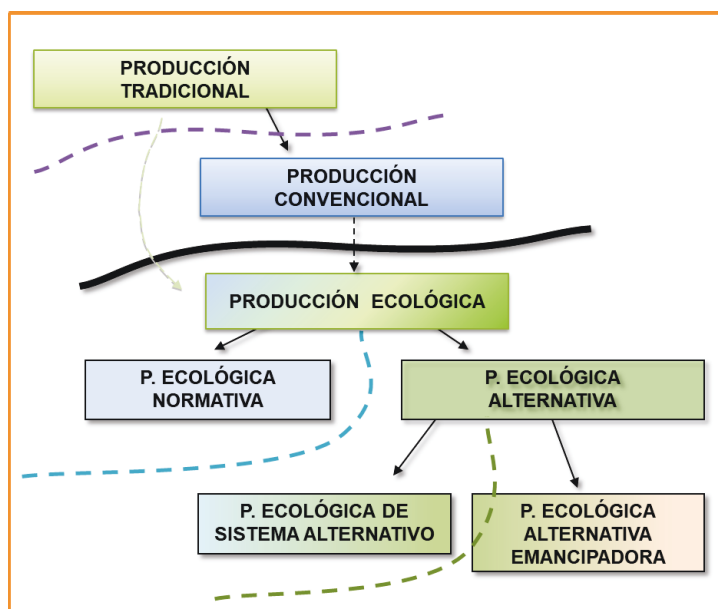 PRODUCCIÓN
TRADICIONAL
PRODUCCIÓN
CONVENCIONAL
PRODUCCIÓN ECOLÓGICA
P. ECOLÓGICA
NORMATIVA
P. ECOLÓGICA
ALTERNATIVA
P. ECOLÓGICA DE
SISTEMA ALTERNATIVO
P. ECOLÓGICA
ALTERNATIVA
EMANCIPADORA